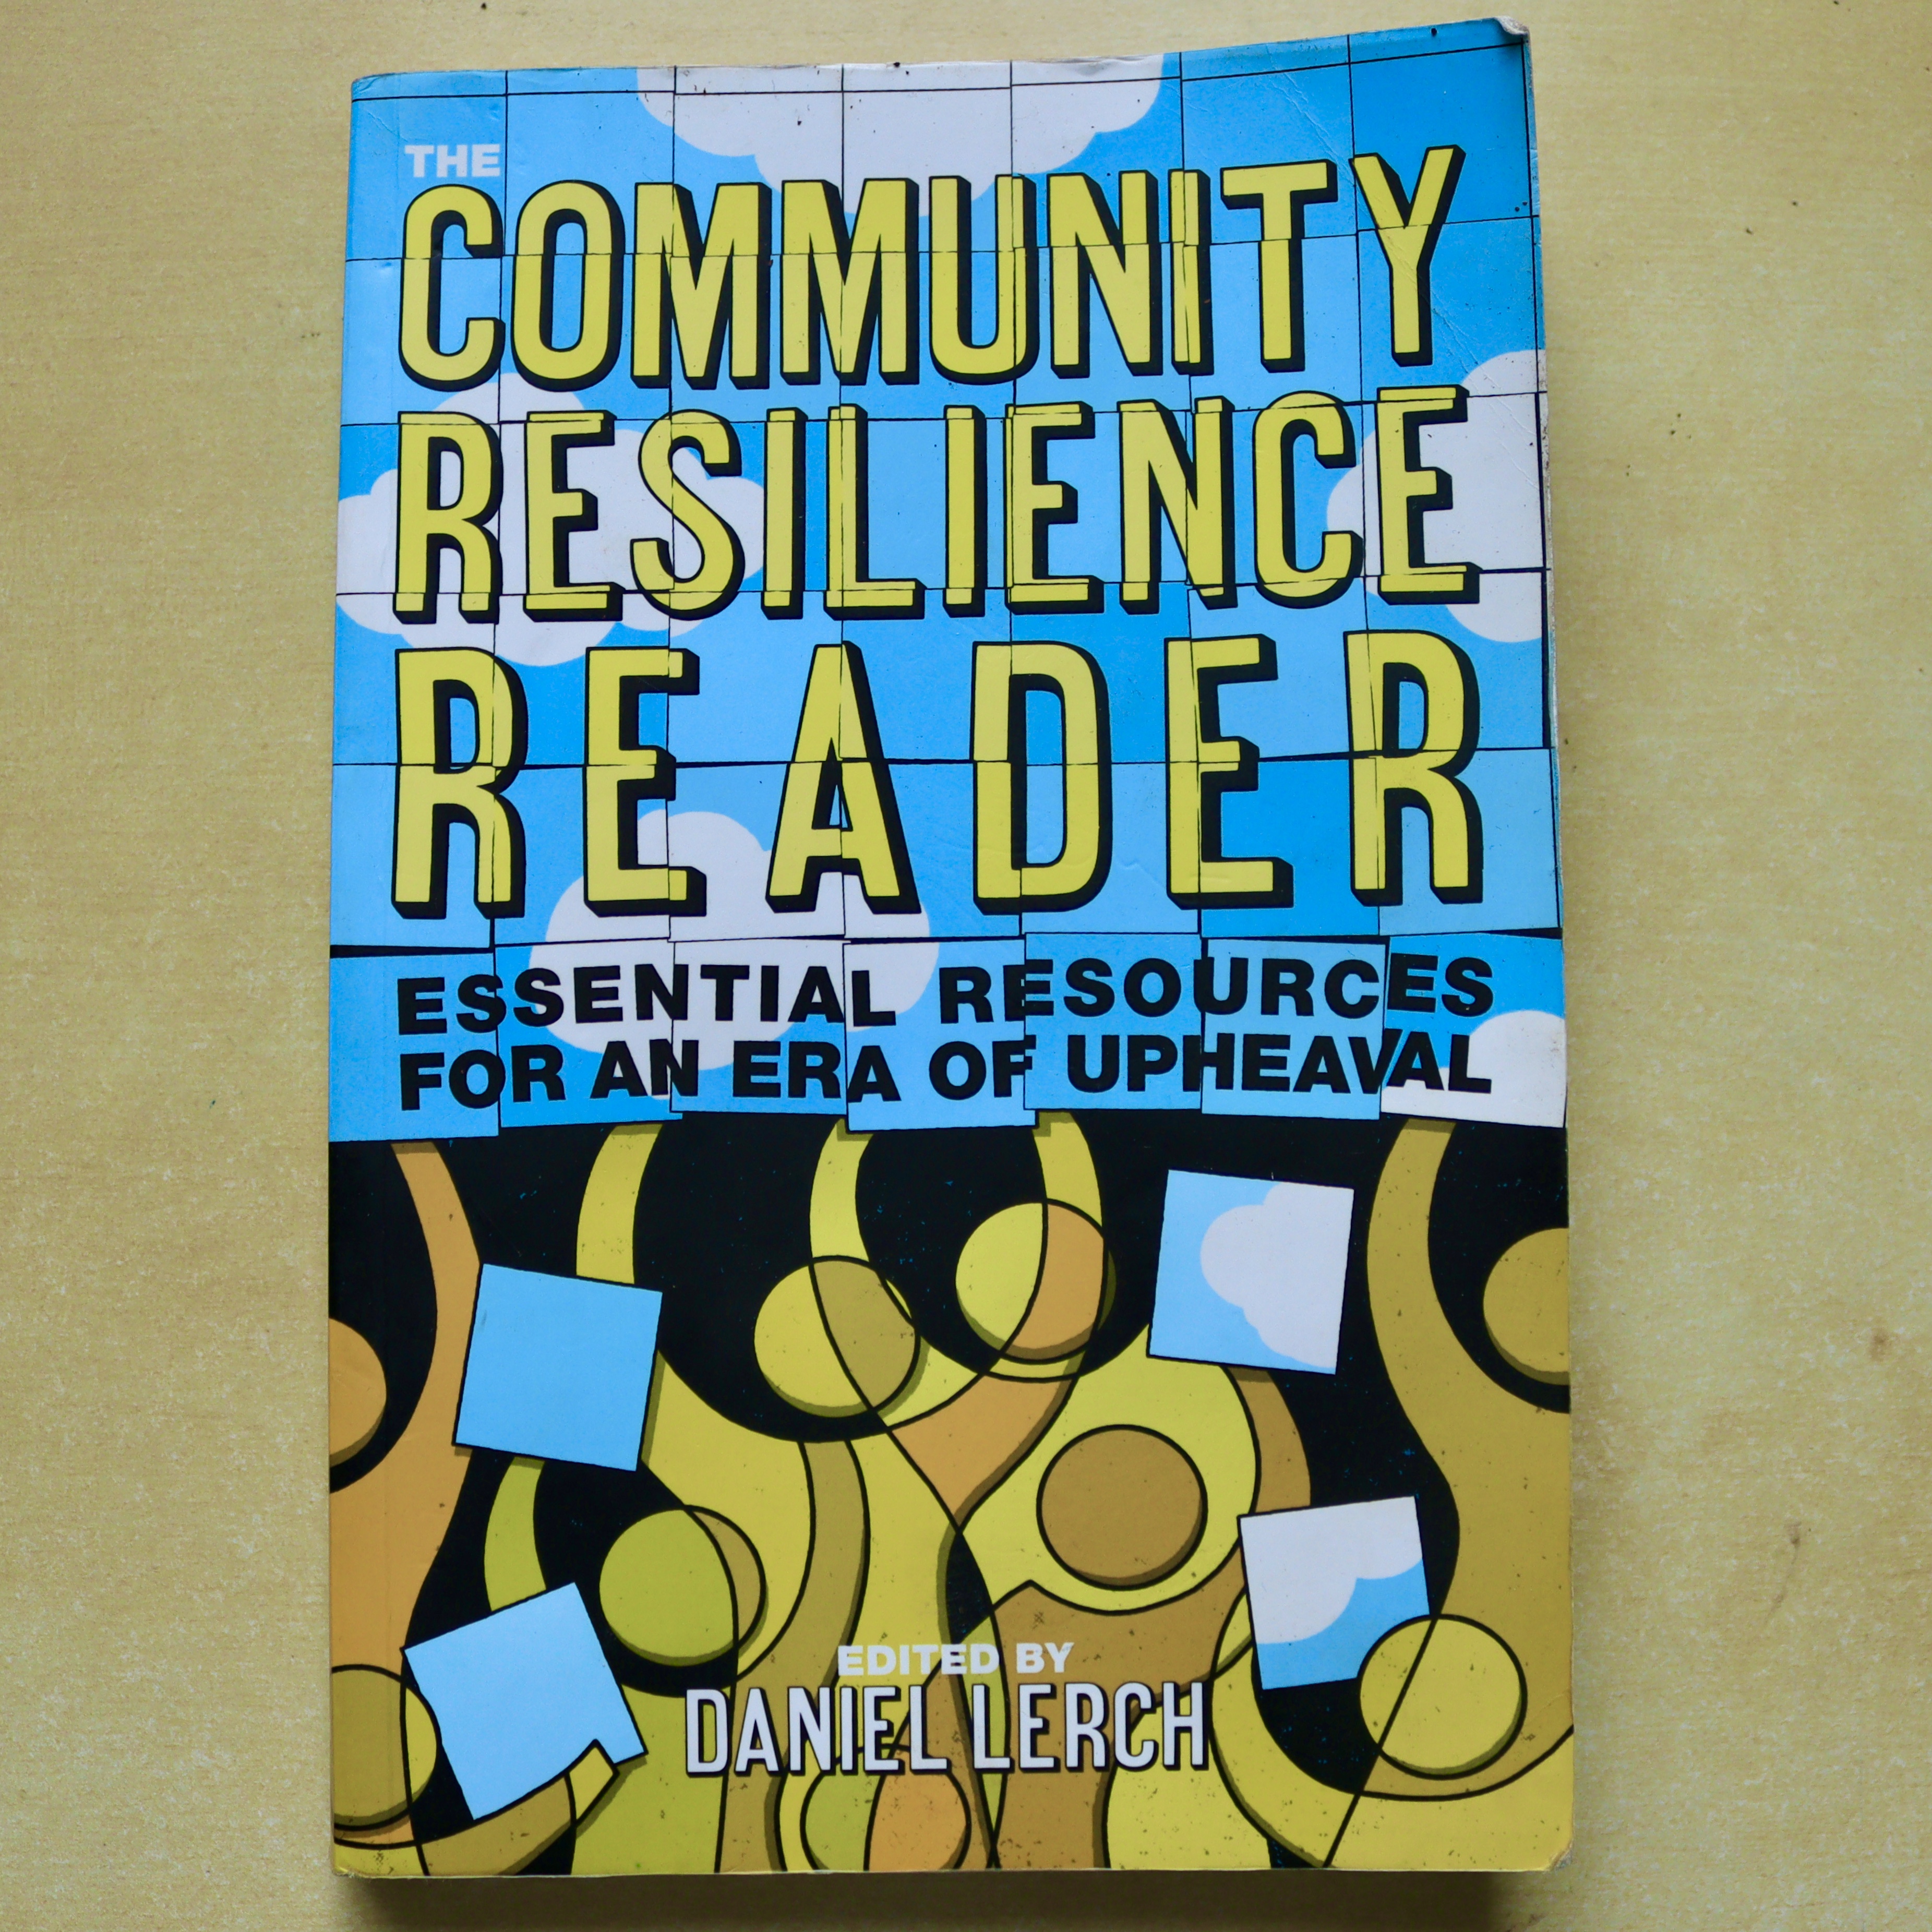 THE
COMMUNITY
RESILIENCE
READER
ESSENTIAL RESOURCES
FOR AN ERA OF UPHEAVAL
EDITED BY
DANIEL LERCH